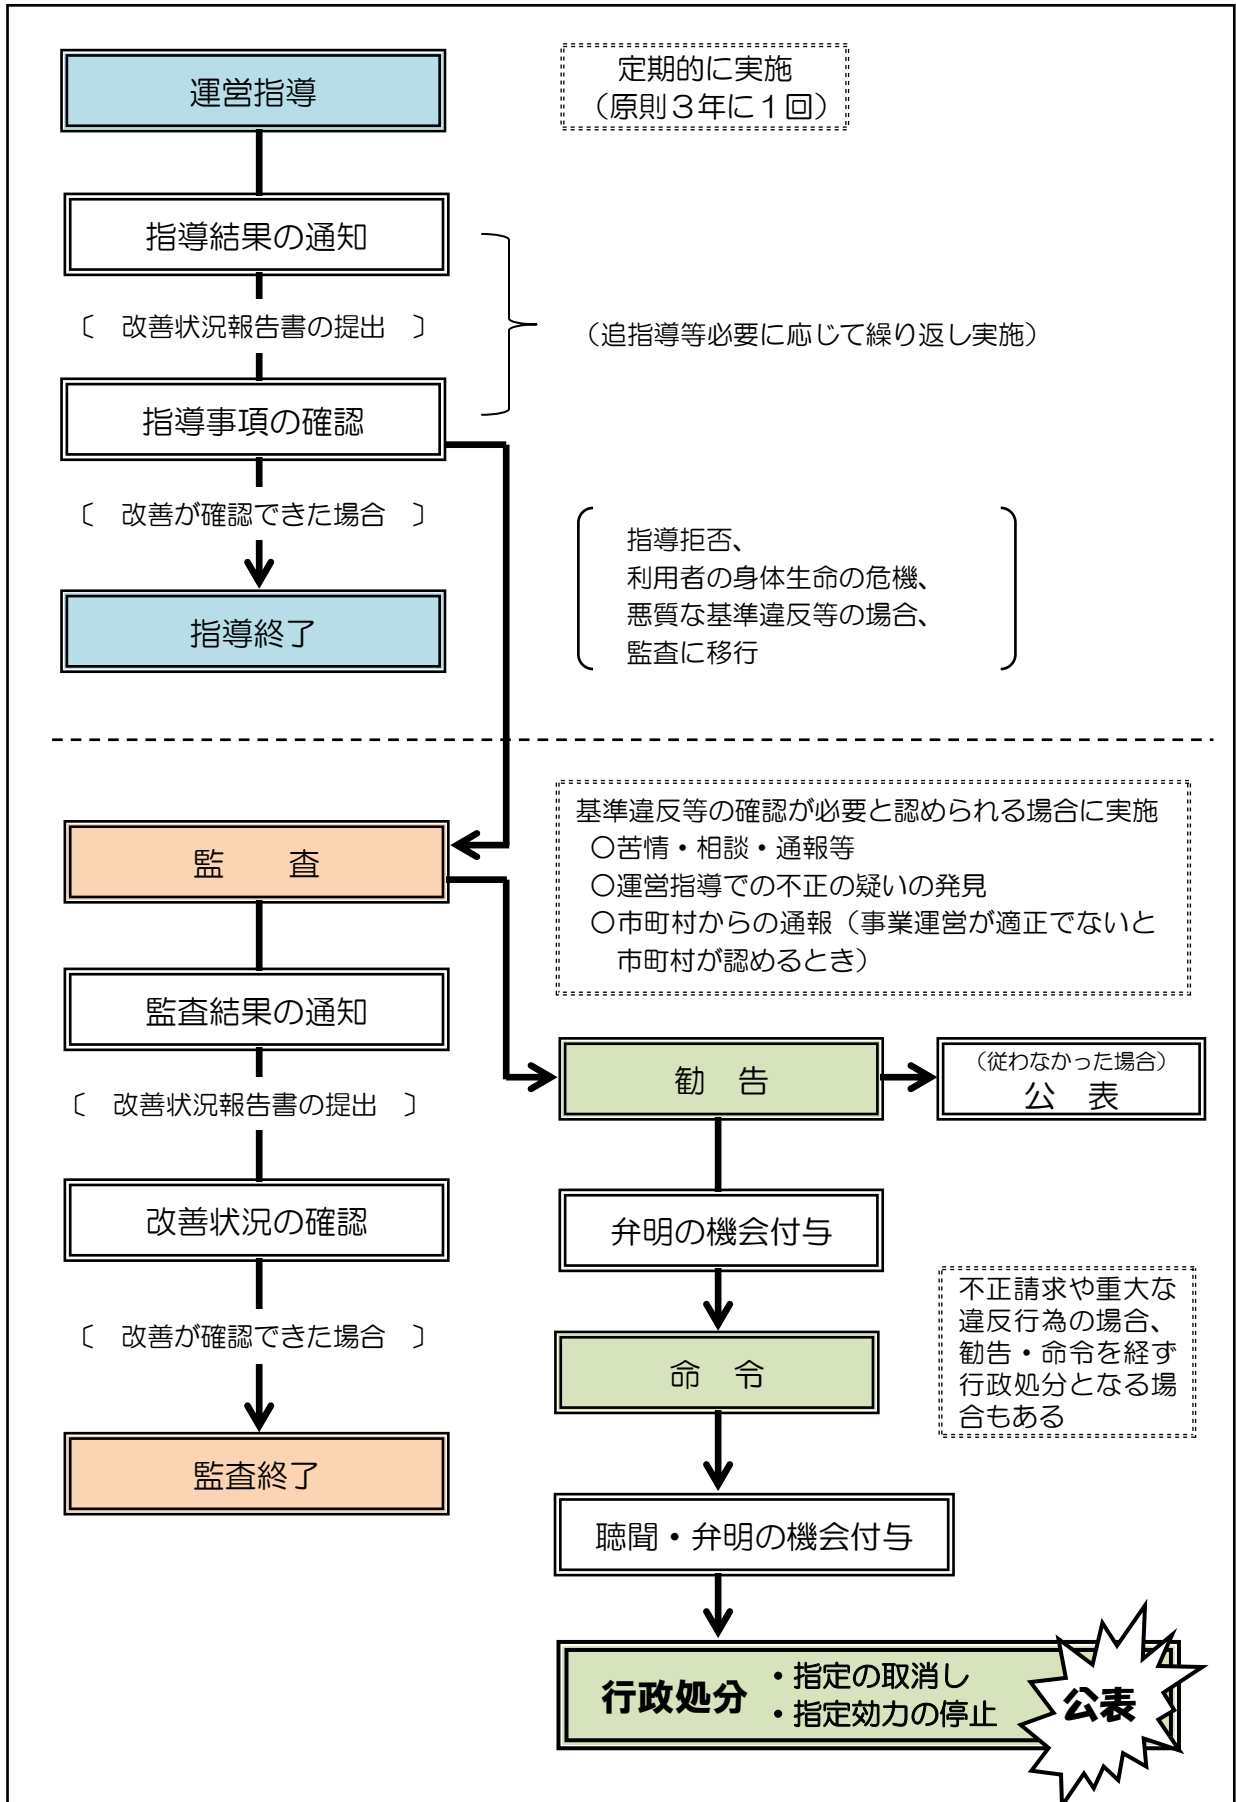 運営指導
定期的に実施
（原則３年に１回）
指導結果の通知
〔　改善状況報告書の提出　〕
（追指導等必要に応じて繰り返し実施）
指導事項の確認
〔　改善が確認できた場合　〕
指導拒否、
利用者の身体生命の危機、
悪質な基準違反等の場合、
監査に移行
指導終了
基準違反等の確認が必要と認められる場合に実施
○苦情・相談・通報等
○運営指導での不正の疑いの発見
○市町村からの通報（事業運営が適正でないと
市町村が認めるとき）
監　　査
監査結果の通知
〔　改善状況報告書の提出　〕
改善状況の確認
〔　改善が確認できた場合　〕
監査終了
勧　告
（従わなかった場合）
公　表
弁明の機会付与
命　令
不正請求や重大な
違反行為の場合、
勧告・命令を経ず
行政処分となる場
合もある
聴聞・弁明の機会付与
行政処分
・指定の取消し
・指定効力の停止
公表